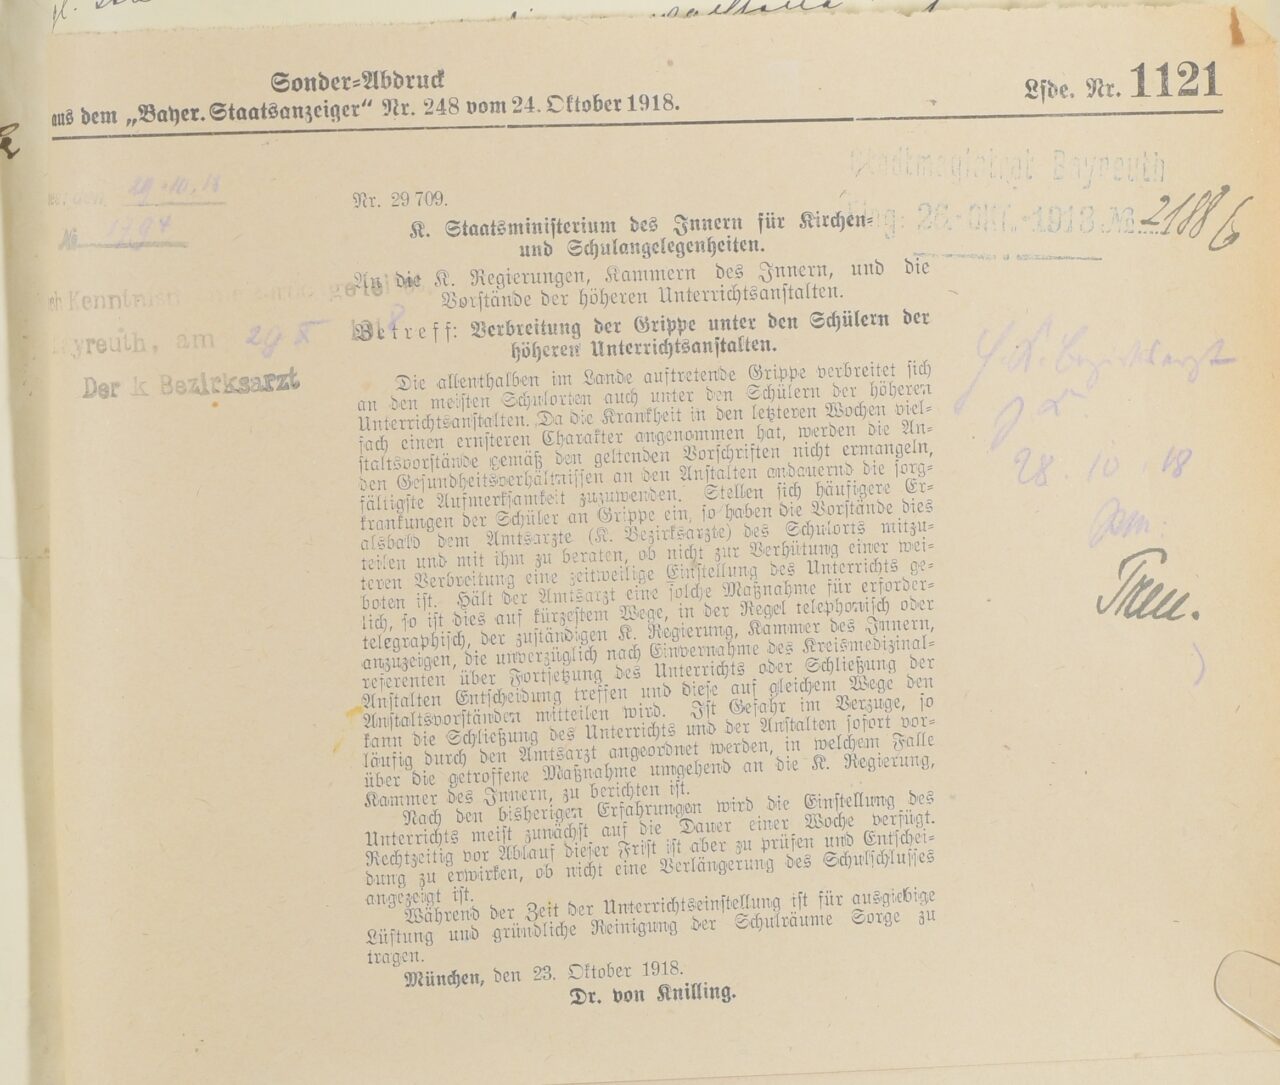 Sonder-Abdruck
aus dem „Bayer. Staatsanzeiger“ Nr. 248 vom 24. Oktober 1918.
Lfde. Nr. 1121
Stadtmagistrat Bayreuth
Eing: 26. OKT. 1918 № 2188
29.10.18
№ 1794
Kenntnis
Bayreuth, am 29 X 1918
Der k Bezirksarzt
Nr. 29 709.
K. Staatsministerium des Innern für Kirchen-
und Schulangelegenheiten.
An die K. Regierungen, Kammern des Innern, und die
Vorstände der höheren Unterrichtsanstalten.
Betreff: Verbreitung der Grippe unter den Schülern der
höheren Unterrichtsanstalten.
Die allenthalben im Lande auftretende Grippe verbreitet sich
an den meisten Schulorten auch unter den Schülern der höheren
Unterrichtsanstalten. Da die Krankheit in den letzteren Wochen viel-
fach einen ernsteren Charakter angenommen hat, werden die An-
staltsvorstände gemäß den geltenden Vorschriften nicht ermangeln,
den Gesundheitsverhältnissen an den Anstalten andauernd die sorg-
fältigste Aufmerksamkeit zuzuwenden. Stellen sich häufigere Er-
krankungen der Schüler an Grippe ein, so haben die Vorstände dies
alsbald dem Amtsarzte (K. Bezirksarzte) des Schulorts mitzu-
teilen und mit ihm zu beraten, ob nicht zur Verhütung einer wei-
teren Verbreitung eine zeitweilige Einstellung des Unterrichts ge-
boten ist. Hält der Amtsarzt eine solche Maßnahme für erforder-
lich, so ist dies auf kürzestem Wege, in der Regel telephonisch oder
telegraphisch, der zuständigen K. Regierung, Kammer des Innern,
anzuzeigen, die unverzüglich nach Einvernahme des Kreismedizinal-
referenten über Fortsetzung des Unterrichts oder Schließung der
Anstalten Entscheidung treffen und diese auf gleichem Wege den
Anstaltsvorständen mitteilen wird. Ist Gefahr im Verzuge, so
kann die Schließung des Unterrichts und der Anstalten sofort vor-
läufig durch den Amtsarzt angeordnet werden, in welchem Falle
über die getroffene Maßnahme umgehend an die K. Regierung,
Kammer des Innern, zu berichten ist.
Nach den bisherigen Erfahrungen wird die Einstellung des
Unterrichts meist zunächst auf die Dauer einer Woche verfügt.
Rechtzeitig vor Ablauf dieser Frist ist aber zu prüfen und Entschei-
dung zu erwirken, ob nicht eine Verlängerung des Schulschlusses
angezeigt ist.
Während der Zeit der Unterrichtseinstellung ist für ausgiebige
Lüftung und gründliche Reinigung der Schulräume Sorge zu
tragen.
München, den 23. Oktober 1918.
Dr. von Knilling.
K. Bezirksarzt
28.10.18